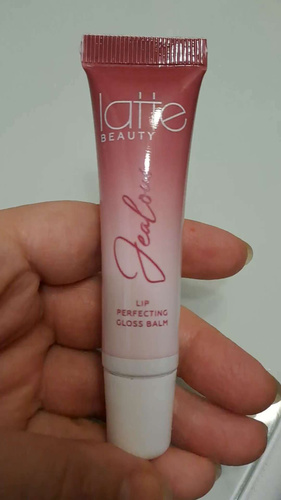 latte
BEAUTY
Jealous
LIP
PERFECTING
GLOSS BALM